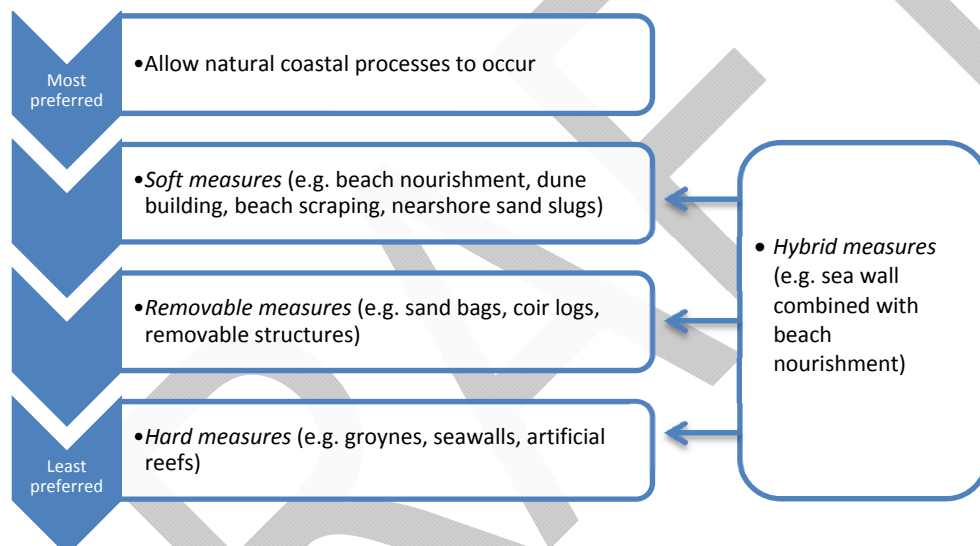 Most
preferred
•Allow natural coastal processes to occur
•Soft measures (e.g. beach nourishment, dune
building, beach scraping, nearshore sand slugs)
•Removable measures (e.g. sand bags, coir logs,
removable structures)
Least
preferred
•Hard measures (e.g. groynes, seawalls, artificial
reefs)
• Hybrid measures
(e.g. sea wall
combined with
beach
nourishment)